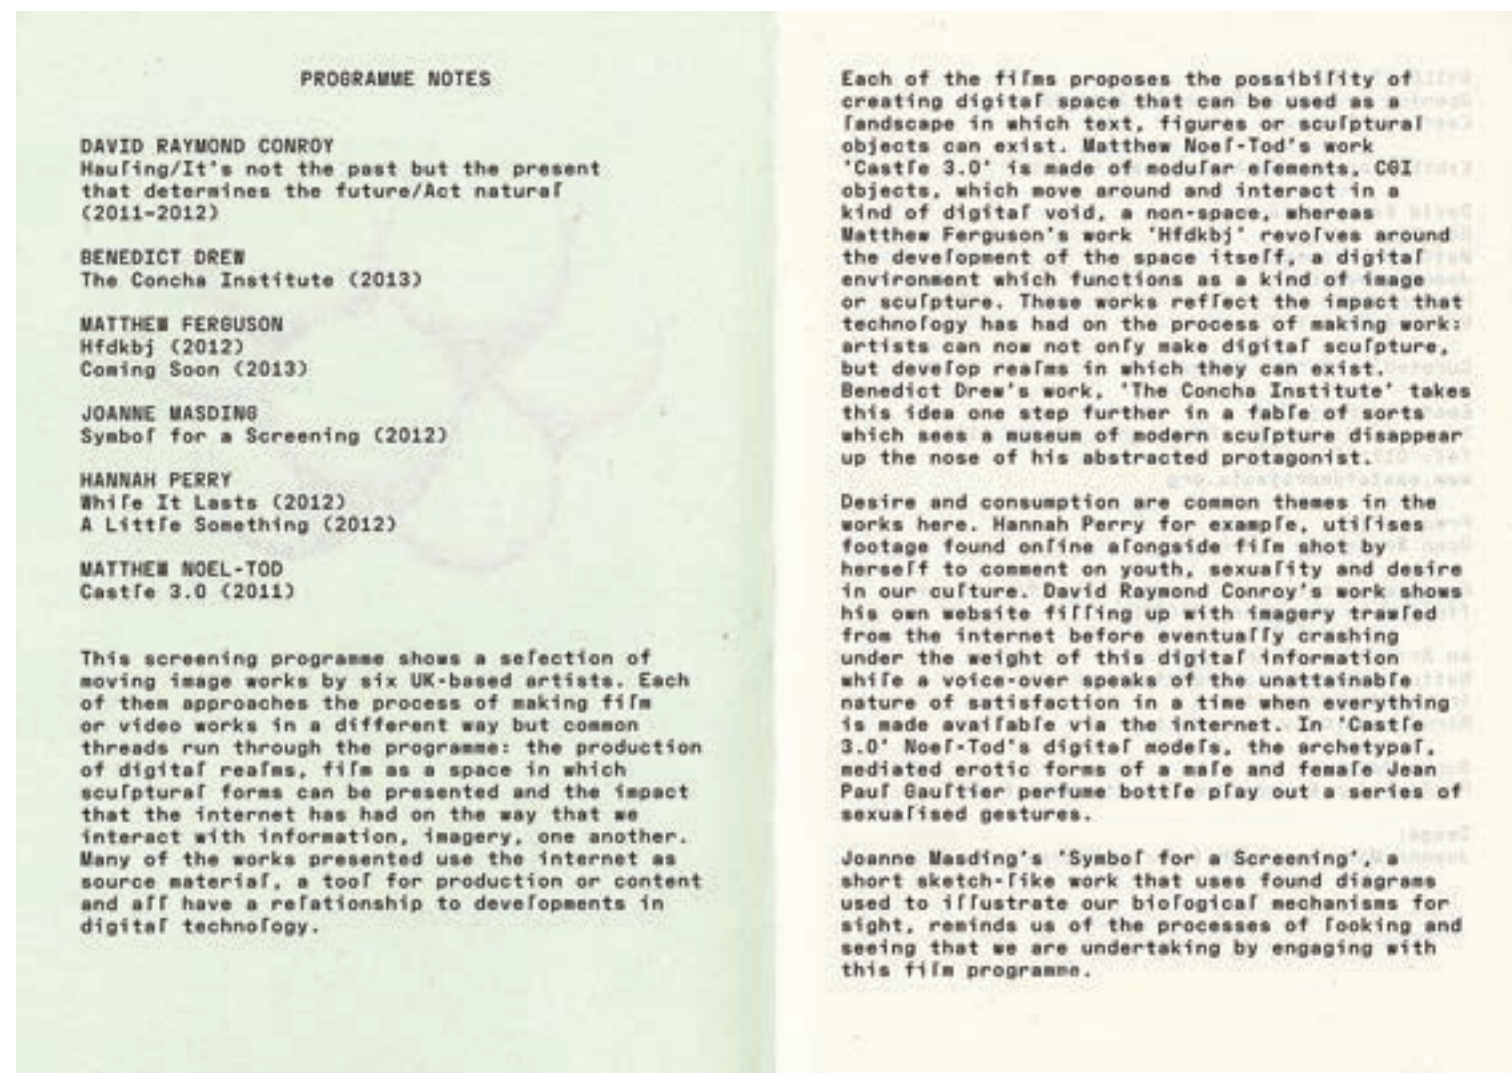 PROGRAMME NOTES
DAVID RAYMOND CONROY
Hauling/It's not the past but the present
that determines the future/Act natural
(2011-2012)
BENEDICT DREW
The Concha Institute (2013)
MATTHEW FERGUSON
Hfdkbj (2012)
Coming Soon (2013)
JOANNE MASDING
Symbol for a Screening (2012)
HANNAH PERRY
While It Lasts (2012)
A Little Something (2012)
MATTHEW NOEL-TOD
Castle 3.0 (2011)
This screening programme shows a selection of
moving image works by six UK-based artists. Each
of them approaches the process of making film
or video works in a different way but common
threads run through the programme: the production
of digital realms, film as a space in which
sculptural forms can be presented and the impact
that the internet has had on the way that we
interact with information, imagery, one another.
Many of the works presented use the internet as
source material, a tool for production or content
and all have a relationship to developments in
digital technology.
Each of the films proposes the possibility of
creating digital space that can be used as a
landscape in which text, figures or sculptural
objects can exist. Matthew Noel-Tod's work
'Castle 3.0' is made of modular elements, CGI
objects, which move around and interact in a
kind of digital void, a non-space, whereas
Matthew Ferguson's work 'Hfdkbj' revolves around
the development of the space itself, a digital
environment which functions as a kind of image
or sculpture. These works reflect the impact that
technology has had on the process of making work:
artists can now not only make digital sculpture,
but develop realms in which they can exist.
Benedict Drew's work, 'The Concha Institute' takes
this idea one step further in a fable of sorts
which sees a museum of modern sculpture disappear
up the nose of his abstracted protagonist.
Desire and consumption are common themes in the
works here. Hannah Perry for example, utilises
footage found online alongside film shot by
herself to comment on youth, sexuality and desire
in our culture. David Raymond Conroy's work shows
his own website filling up with imagery trawled
from the internet before eventually crashing
under the weight of this digital information
while a voice-over speaks of the unattainable
nature of satisfaction in a time when everything
is made available via the internet. In 'Castle
3.0' Noel-Tod's digital models, the archetypal,
mediated erotic forms of a male and female Jean
Paul Gaultier perfume bottle play out a series of
sexualised gestures.
Joanne Masding's 'Symbol for a Screening', a
short sketch-like work that uses found diagrams
used to illustrate our biological mechanisms for
sight, reminds us of the processes of looking and
seeing that we are undertaking by engaging with
this film programme.